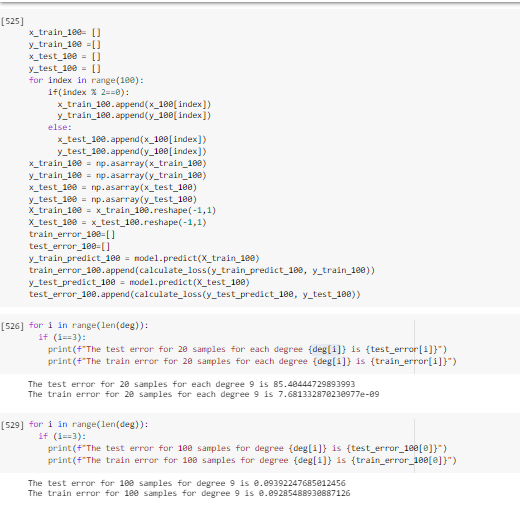 [525]
x_train_100= []
y_train_100 =[]
x_test_100 = []
y_test_100 = []
for index in range(100):
if(index % 2==0):
x_train_100.append(x_100[index])
y_train_100.append(y_100[index])
else:
x_test_100.append(x_100[index])
y_test_100.append(y_100[index])
x_train_100 = np.asarray(x_train_100)
y_train_100 = np.asarray(y_train_100)
x_test_100 = np.asarray(x_test_100)
y_test_100 = np.asarray(y_test_100)
X_train_100 = x_train_100.reshape(-1,1)
X_test_100 = x_test_100.reshape(-1,1)
train_error_100=[]
test_error_100=[]
y_train_predict_100 = model.predict(X_train_100)
train_error_100.append(calculate_loss(y_train_predict_100, y_train_100))
y_test_predict_100 = model.predict(X_test_100)
test_error_100.append(calculate_loss(y_test_predict_100, y_test_100))
[526] for i in range(len(deg)):
if (i==3):
print(f"The test error for 20 samples for each degree {deg[i]} is {test_error[i]}")
print(f"The train error for 20 samples for each degree {deg[i]} is {train_error[i]}")
The test error for 20 samples for each degree 9 is 85.40444729893993
The train error for 20 samples for each degree 9 is 7.681332870230977e-09
[529] for i in range(len(deg)):
if (i==3):
print(f"The test error for 100 samples for degree {deg[i]} is {test_error_100[0]}")
print(f"The train error for 100 samples for degree {deg[i]} is {train_error_100[0]}")
The test error for 100 samples for degree 9 is 0.09392247685012456
The train error for 100 samples for degree 9 is 0.09285488930887126